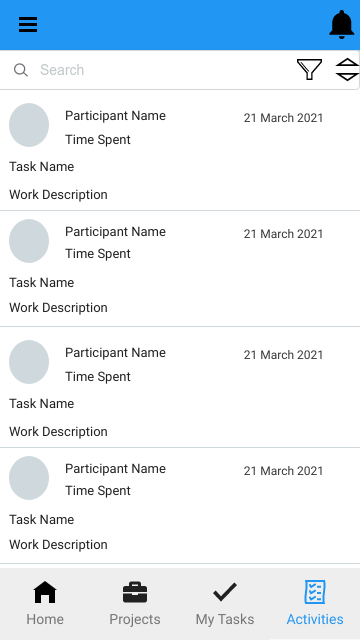 Search
Participant Name
21 March 2021
Time Spent
Task Name
Work Description
Participant Name
21 March 2021
Time Spent
Task Name
Work Description
Participant Name
21 March 2021
Time Spent
Task Name
Work Description
Participant Name
21 March 2021
Time Spent
Task Name
Work Description
Home
Projects
My Tasks
Activities